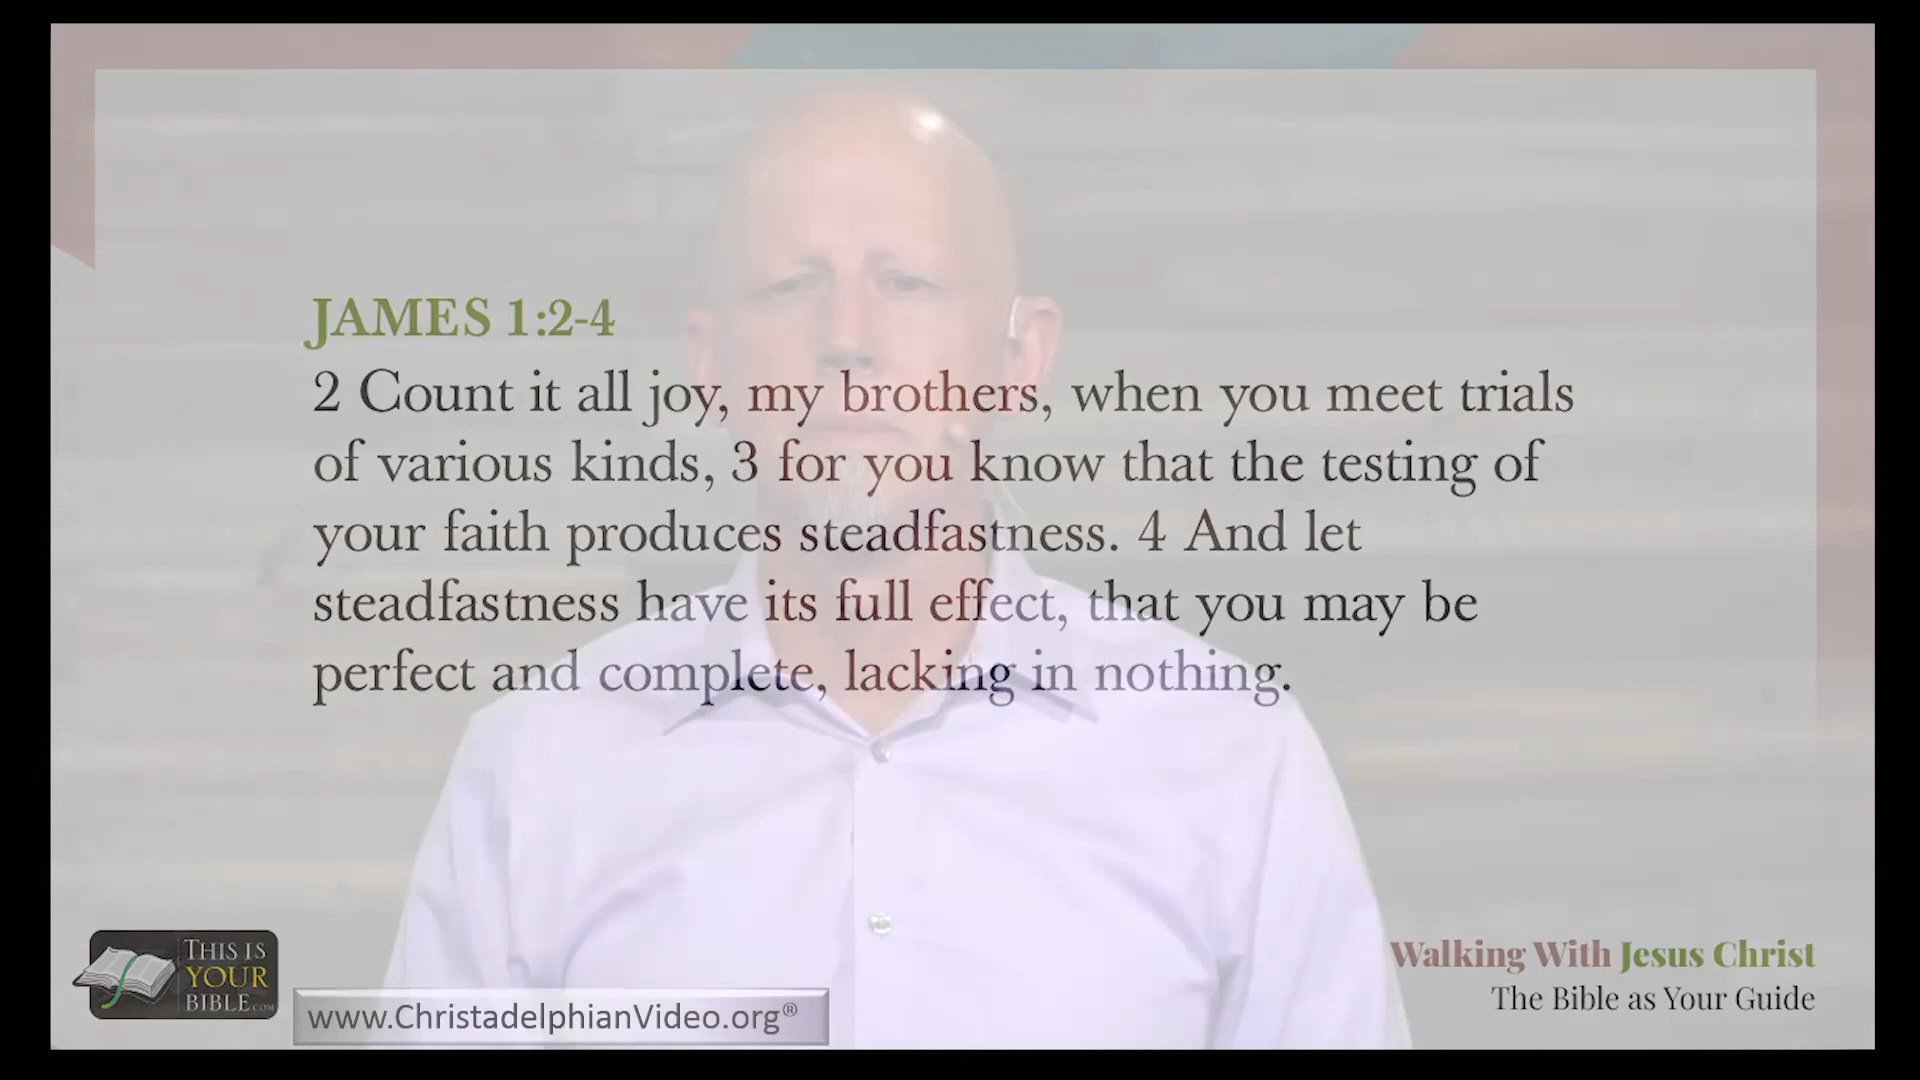 JAMES 1:2-4
2 Count it all joy, my brothers, when you meet trials
of various kinds, 3 for you know that the testing of
your faith produces steadfastness. 4 And let
steadfastness have its full effect, that you may be
perfect and complete, lacking in nothing.
THIS IS
YOUR
BIBLE.COM
www.ChristadelphianVideo.org®
Walking With Jesus Christ
The Bible as Your Guide